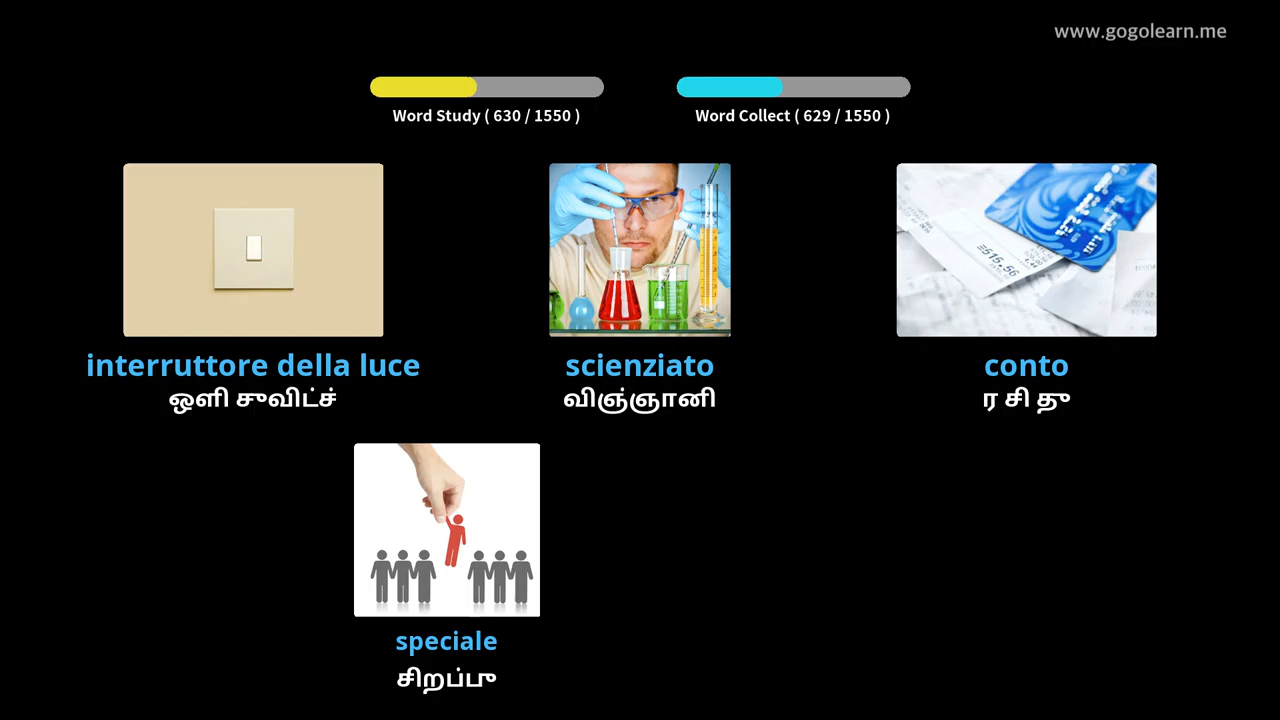 www.gogolearn.me
Word Study ( 630 / 1550 )
Word Collect ( 629 / 1550 )
interruttore della luce
ஒளி சுவிட்ச்
scienziato
விஞ்ஞானி
conto
ர சி து
speciale
சிறப்பு